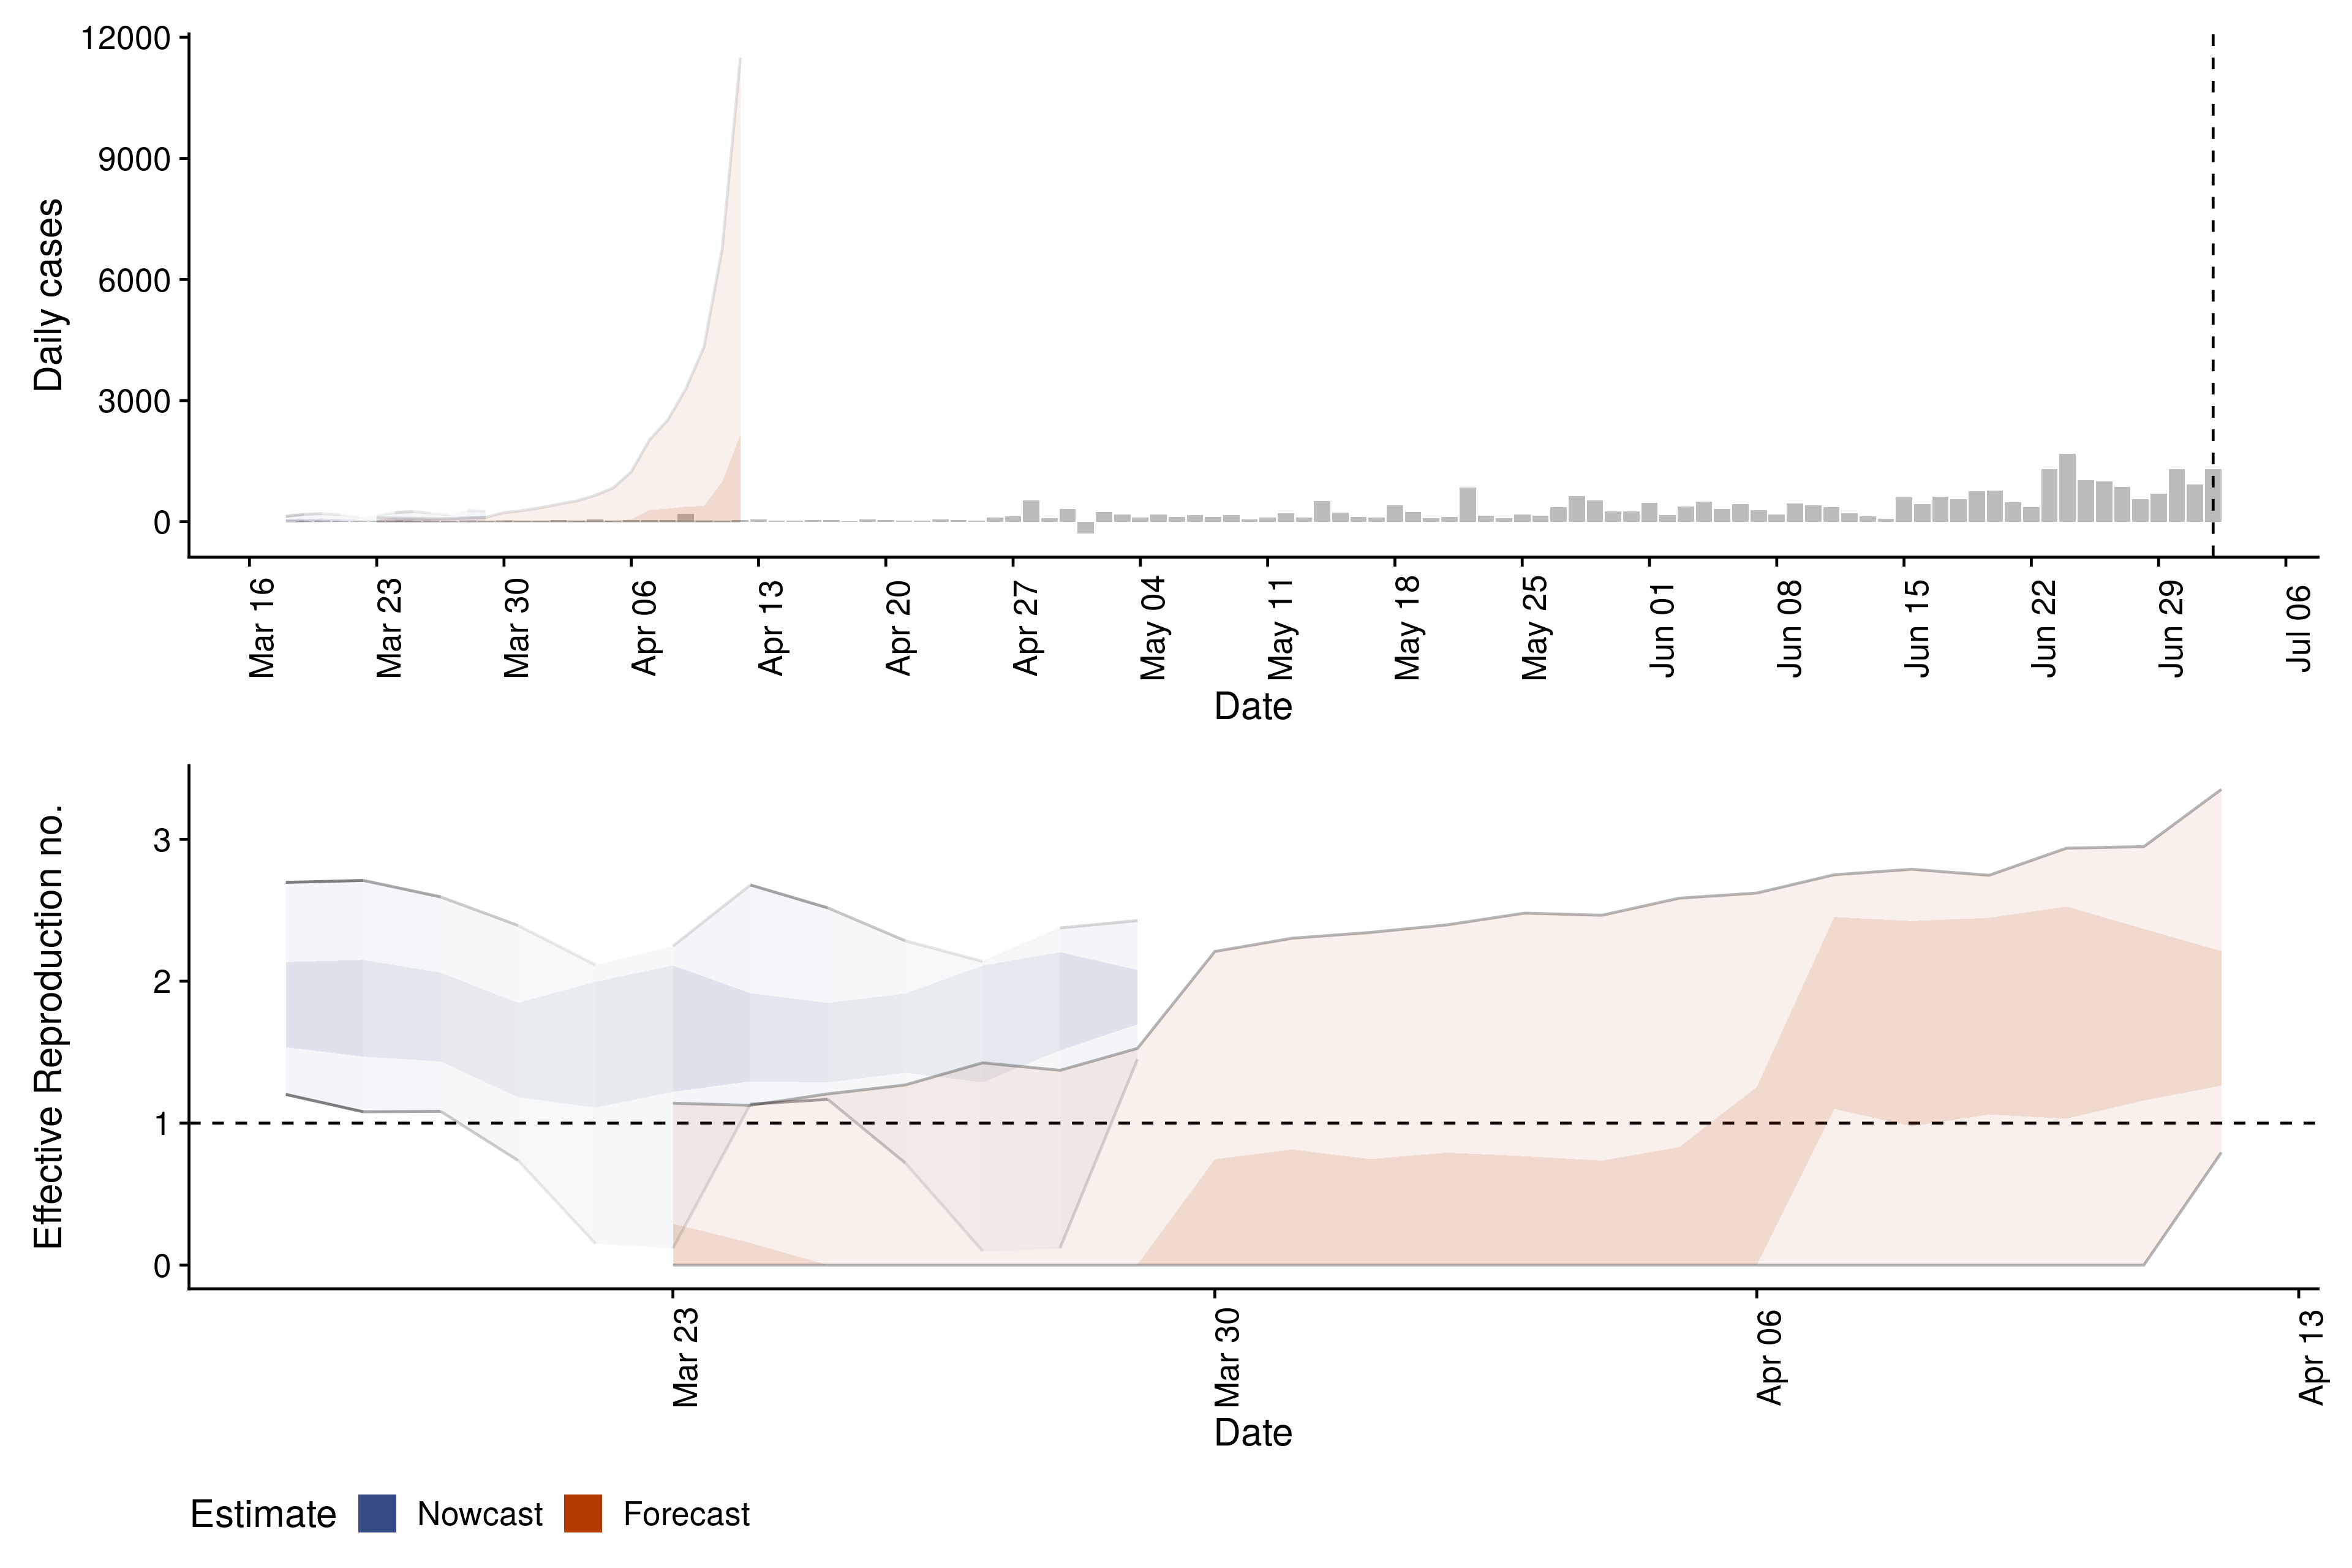 12000
9000
6000
3000
0
Daily cases
Mar 16
Mar 23
Mar 30
Apr 06
Apr 13
Apr 20
Apr 27
May 04
May 11
May 18
May 25
Jun 01
Jun 08
Jun 15
Jun 22
Jun 29
Jul 06
Date
3
2
1
0
Effective Reproduction no.
Mar 23
Mar 30
Apr 06
Apr 13
Date
Estimate Nowcast Forecast